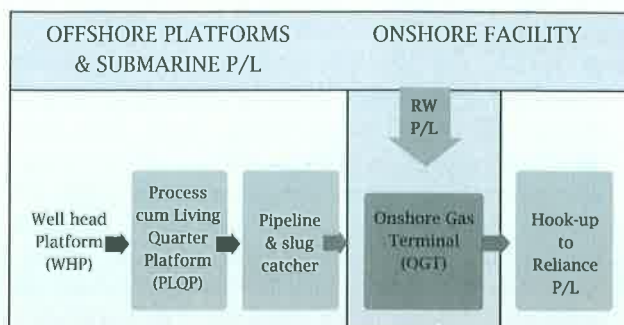 OFFSHORE PLATFORMS
& SUBMARINE P/L
ONSHORE FACILITY
RW
P/L
Well head
Platform
(WHP)
Process
cum Living
Quarter
Platform
(PLQP)
Pipeline
& slug
catcher
Onshore Gas
Terminal
(OGT)
Hook-up
to
Reliance
P/L